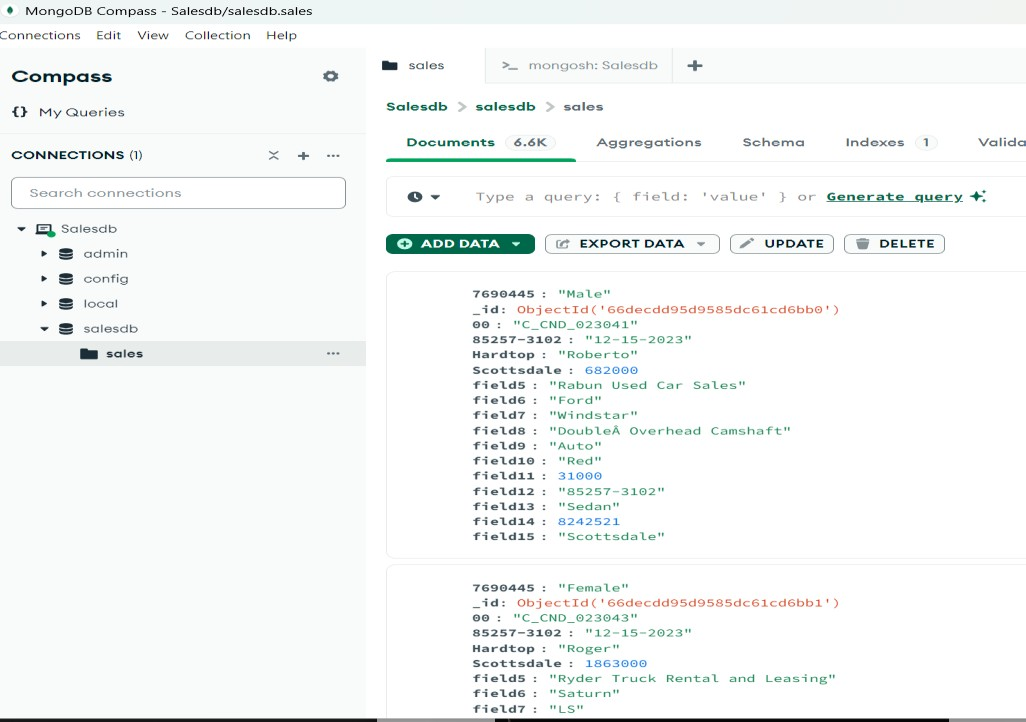 MongoDB Compass - Salesdb/salesdb.sales
Connections Edit View Collection Help
Compass
{} My Queries
CONNECTIONS (1)
Search connections
Salesdb
admin
config
local
salesdb
sales
sales
>_ mongosh: Salesdb
Salesdb > salesdb > sales
Documents 6.6K Aggregations Schema Indexes 1 Valida
Type a query: { field: 'value' } or Generate query
ADD DATA EXPORT DATA UPDATE DELETE
7690445 : "Male"
_id: ObjectId('66decdd95d9585dc61cd6bb0')
00 : "C_CND_023041"
85257-3102 : "12-15-2023"
Hardtop : "Roberto"
Scottsdale : 682000
field5 : "Rabun Used Car Sales"
field6 : "Ford"
field7 : "Windstar"
field8 : "DoubleÂ Overhead Camshaft"
field9 : "Auto"
field10 : "Red"
field11 : 31000
field12 : "85257-3102"
field13 : "Sedan"
field14 : 8242521
field15 : "Scottsdale"
7690445 : "Female"
_id: ObjectId('66decdd95d9585dc61cd6bb1')
00 : "C_CND_023043"
85257-3102 : "12-15-2023"
Hardtop : "Roger"
Scottsdale : 1863000
field5 : "Ryder Truck Rental and Leasing"
field6 : "Saturn"
field7 : "LS"